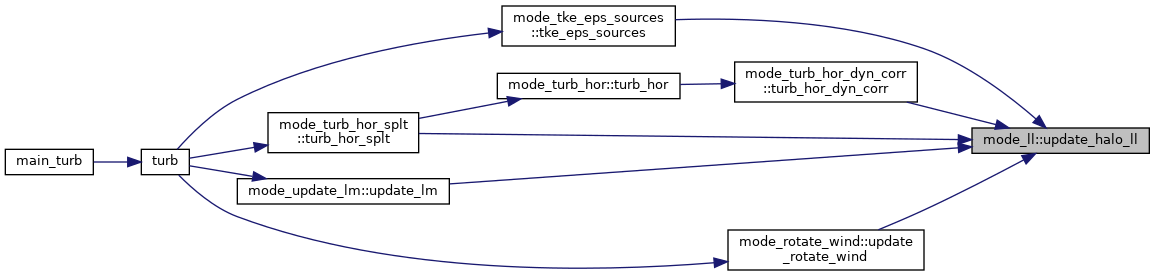 mode_tke_eps_sources
::tke_eps_sources
mode_turb_hor_dyn_corr
::turb_hor_dyn_corr
mode_turb_hor::turb_hor
mode_turb_hor_splt
::turb_hor_splt
mode_ll::update_halo_ll
main_turb
turb
mode_update_lm::update_lm
mode_rotate_wind::update
_rotate_wind